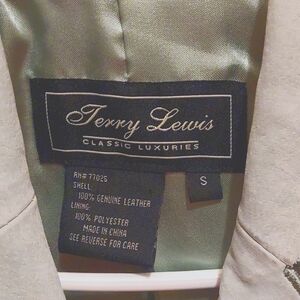 Terry Lewis
CLASSIC LUXURIES
S
RN# 77025
SHELL:
100% GENUINE LEATHER
LINING:
100% POLYESTER
MADE IN CHINA
SEE REVERSE FOR CARE